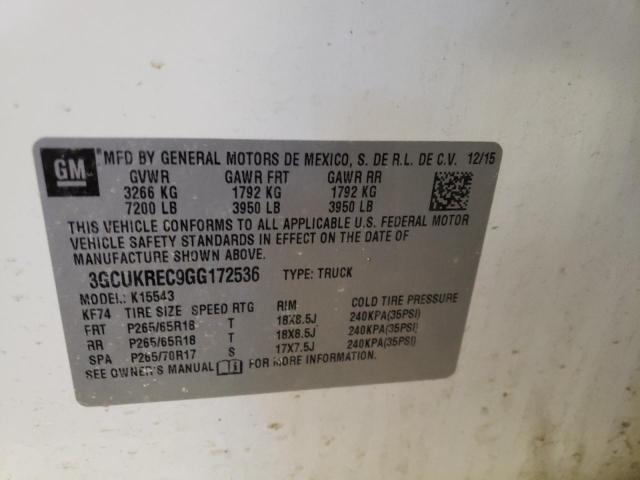 GM MFD BY GENERAL MOTORS DE MEXICO, S. DE R.L. DE C.V. 12/15
GVWR GAWR FRT GAWR RR
3266 KG 1792 KG 1792 KG
7200 LB 3950 LB 3950 LB
THIS VEHICLE CONFORMS TO ALL APPLICABLE U.S. FEDERAL MOTOR
VEHICLE SAFETY STANDARDS IN EFFECT ON THE DATE OF
MANUFACTURE SHOWN ABOVE.
3GCUKREC9GG172536 TYPE: TRUCK
MODEL: K15543
KF74 TIRE SIZE SPEED RTG RIM COLD TIRE PRESSURE
FRT P265/65R18 T 18X8.5J 240KPA(35PSI)
RR P265/65R18 T 18X8.5J 240KPA(35PSI)
SPA P265/70R17 S 17X7.5J 240KPA(35PSI)
SEE OWNER'S MANUAL FOR MORE INFORMATION.